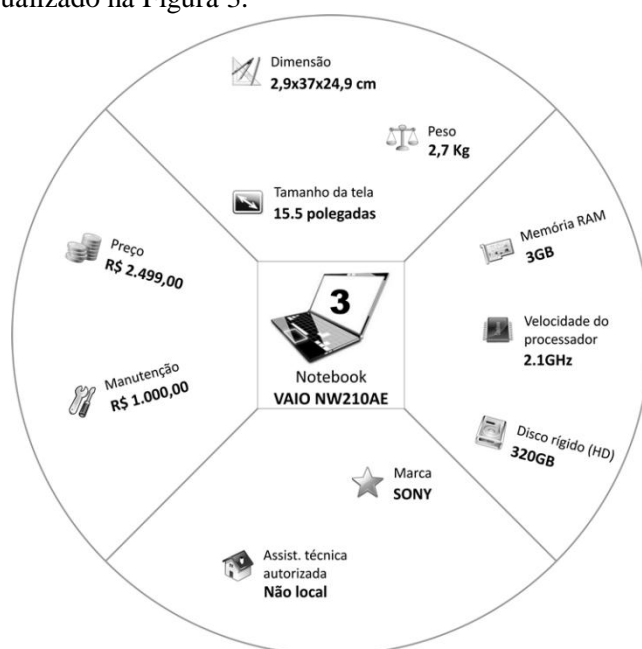 ualizado na Figura 3.
Dimensão
2,9x37x24,9 cm
Peso
2,7 Kg
Tamanho da tela
15.5 polegadas
Preço
R$ 2.499,00
Manutenção
R$ 1.000,00
3
Notebook
VAIO NW210AE
Memória RAM
3GB
Velocidade do
processador
2.1GHz
Disco rígido (HD)
320GB
Marca
SONY
Assist. técnica
autorizada
Não local